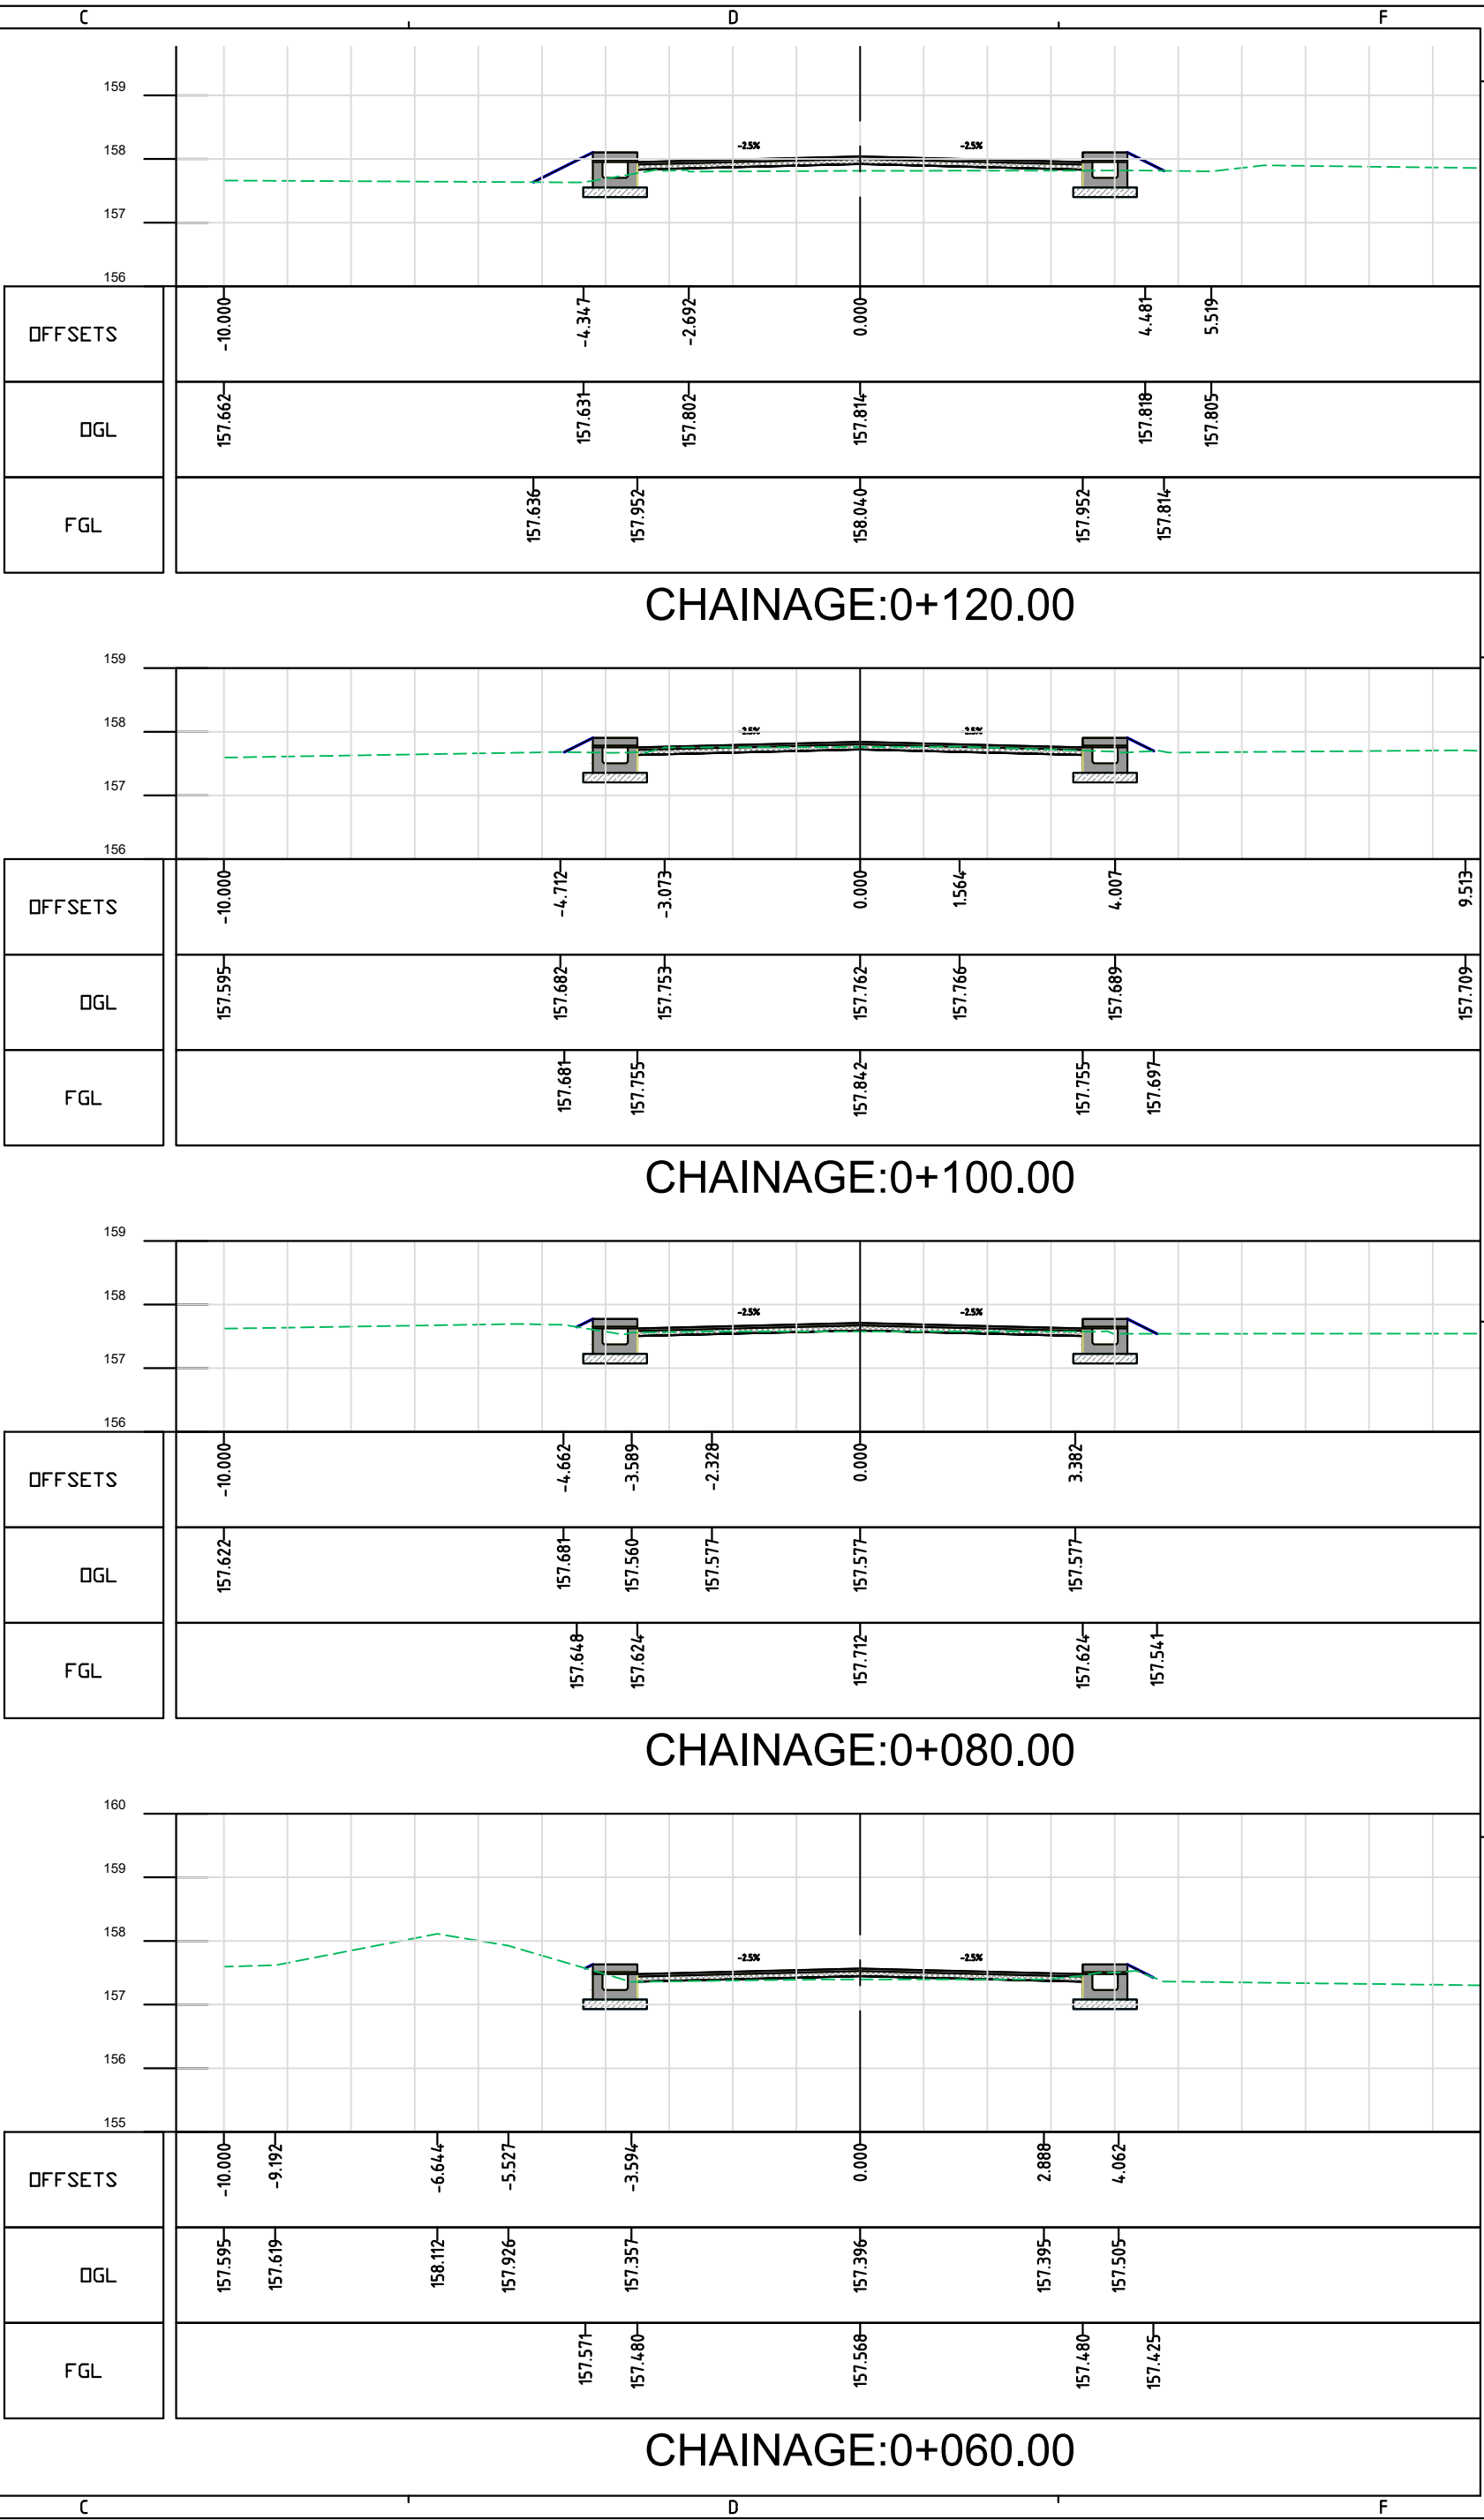 C D F
159
158
157
156
-2.5% -2.5%
OFFSETS -10.000 -4.347 -2.692 0.000 4.481 5.519
OGL 157.662 157.631 157.802 157.814 157.818 157.805
FGL 157.636 157.952 158.040 157.952 157.814
CHAINAGE:0+120.00
159
158
157
156
-2.5% -2.5%
OFFSETS -10.000 -4.712 -3.073 0.000 1.564 4.007 9.513
OGL 157.595 157.682 157.753 157.762 157.766 157.689 157.709
FGL 157.681 157.755 157.842 157.755 157.697
CHAINAGE:0+100.00
159
158
157
156
-2.5% -2.5%
OFFSETS -10.000 -4.662 -3.589 -2.328 0.000 3.382
OGL 157.622 157.681 157.560 157.577 157.577 157.577
FGL 157.648 157.624 157.712 157.624 157.541
CHAINAGE:0+080.00
160
159
158
157
156
155
-2.5% -2.5%
OFFSETS -10.000 -9.192 -6.644 -5.527 -3.594 0.000 2.888 4.062
OGL 157.595 157.619 158.112 157.926 157.357 157.396 157.395 157.505
FGL 157.571 157.480 157.568 157.480 157.425
CHAINAGE:0+060.00
C D F